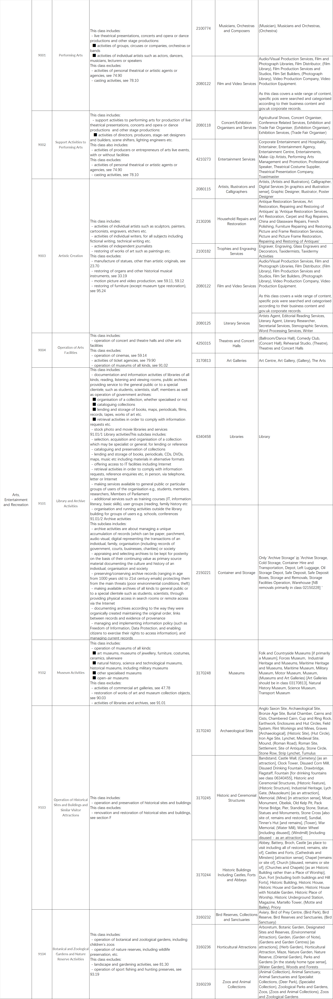 Arts,
Entertainment
and Recreation
9001
Performing Arts
This class includes:
- live theatrical presentations, concerts and opera or dance
productions and other stage productions:
■ activities of groups, circuses or companies, orchestras or
bands
■ activities of individual artists such as actors, dancers,
musicians, lecturers or speakers
This class excludes:
- activities of personal theatrical or artistic agents or
agencies, see 74.90
- casting activities, see 78.10
2100774
Musicians, Orchestras
and Composers
(Musician), Musicians and Orchestras,
(Orchestra)
2080122
Film and Video Services
Audio/Visual Production Services, Film and
Photograph Libraries, Film Distributor, (Film
Library), Film Production Services and
Studios, Film Set Builders, (Photograph
Library), Video Production Company, Video
Production Equipment.
As this class covers a wide range of content,
specific pois were searched and categorised
according to their business content and
gov.uk corporate records.
9002
Support Activities to
Performing Arts
This class includes:
- support activities to performing arts for production of live
theatrical presentations, concerts and opera or dance
productions and other stage productions:
■ activities of directors, producers, stage-set designers
and builders, scene shifters, lighting engineers etc.
This class also includes:
- activities of producers or entrepreneurs of arts live events,
with or without facilities
This class excludes:
- activities of personal theatrical or artistic agents or
agencies, see 74.90
- casting activities, see 78.10
2080118
Concert/Exhibition
Organisers and Services
Agricultural Shows, Concert Organiser,
Conference Related Services, Exhibition and
Trade Fair Organiser, (Exhibition Organiser),
Exhibition Services, (Trade Fair Organiser)
4210273
Entertainment Services
Corporate Entertainment and Hospitality,
Entertainer, Entertainment Agency,
Entertainment Centre, Entertainments,
Make-Up Artists, Performing Arts
Management and Promotion, Professional
Speaker, Theatrical Costume Supplier,
Theatrical Presentation Company,
Toastmaster
9003
Artistic Creation
This class includes:
- activities of individual artists such as sculptors, painters,
cartoonists, engravers, etchers etc.
- activities of individual writers, for all subjects including
fictional writing, technical writing etc.
- activities of independent journalists
- restoring of works of art such as paintings etc.
This class excludes:
- manufacture of statues, other than artistic originals, see
23.70
- restoring of organs and other historical musical
instruments, see 33.19
- motion picture and video production, see 59.11, 59.12
- restoring of furniture (except museum type restoration),
see 95.24
2080115
Artists, Illustrators and
Calligraphers
Artists, (Artists and Illustrators), Calligrapher,
Digital Services [in graphics and illustration
sense], Graphic Designer, Illustrator, Poster
Designer
2130206
Household Repairs and
Restoration
Antique Restoration Services, Art
Restoration, Repairing and Restoring of
Antiques' in 'Antique Restoration Services,
Art Restoration, Carpet and Rug Repairers,
China and Glassware Repairs, French
Polishing, Furniture Repairing and Restoring,
Picture and Frame Restoration Services,
Picture and Picture Frame Restoration,
Repairing and Restoring of Antiques'
2100182
Trophies and Engraving
Services
Engraver, Engraving, Glass Engravers and
Decorators, Taxidermists, Taxidermy
Activities
2080122
Film and Video Services
Audio/Visual Production Services, Film and
Photograph Libraries, Film Distributor, (Film
Library), Film Production Services and
Studios, Film Set Builders, (Photograph
Library), Video Production Company, Video
Production Equipment.
As this class covers a wide range of content,
specific pois were searched and categorised
according to their business content and
gov.uk corporate records.
2080125
Literary Services
Artists Agent, Editorial Reading Services,
Literary Agent, Literary Researcher,
Secretarial Services, Stenographic Services,
Word Processing Services, Writer
9004
Operation of Arts
Facilities
This class includes:
- operation of concert and theatre halls and other arts
facilities
This class excludes:
- operation of cinemas, see 59.14
- activities of ticket agencies, see 79.90
- operation of museums of all kinds, see 91.02
4250315
Theatres and Concert
Halls
(Ballroom/Dance Hall), Comedy Club,
(Concert Hall), Rehearsal Studio, (Theatre),
Theatres and Concert Halls
3170813
Art Galleries
Art Centre, Art Gallery, (Gallery), The Arts
9101
Library and Archive
Activities
This class includes:
- documentation and information activities of libraries of all
kinds, reading, listening and viewing rooms, public archives
providing service to the general public or to a special
clientele, such as students, scientists, staff, members as well
as operation of government archives:
■ organisation of a collection, whether specialised or not
■ cataloguing collections
■ lending and storage of books, maps, periodicals, films,
records, tapes, works of art etc.
■ retrieval activities in order to comply with information
requests etc.
- stock photo and movie libraries and services
91.01/1 Library activitiesThis subclass includes:
- selection, acquisition and organisation of a collection
which may be specialist or general, for lending or reference
- cataloguing and preservation of collections
- lending and storage of books, periodicals, CDs, DVDs,
maps, music etc including materials in alternative formats
- offering access to IT facilities including Internet
- retrieval activities in order to comply with information
requests, reference enquiries etc, in person, via telephone,
letter or Internet
- making services available to general public or particular
groups of users of the organisation e.g., students, members,
researchers, Members of Parliament
- additional services such as training courses (IT, information
literacy, basic skills), user groups (reading, family history etc
- organisation and running activities outside the library
building for groups of users e.g. schools, conferences
91.01/2 Archive activities
This subclass includes:
- archive activities are about managing a unique
accumulation of records (which can be paper, parchment,
audio visual, digital representing the transactions of an
individual, family, organisation (including records of
government, courts, businesses, charities) or society
- appraising and selecting archives to be kept for posterity
on the basis of their continuing value as primary source
material documenting the culture and history of an
individual, organisation and society
- preserving/conserving archive records (ranging in age
from 1000 years old to 21st century emails) protecting them
from the main threats (poor environmental conditions, theft)
- making available archives of all kinds to general public or
to a special clientele such as students, scientists, through
providing physical access in search rooms or remote access
via the Internet
- documenting archives according to the way they were
organically created maintaining the original order, links
between records and evidence of provenance
- managing and implementing information policy (such as
Freedom of Information, Data Protection, and enabling
citizens to exercise their rights to access information), and
managing current records
6340458
Libraries
Library
2150221
Container and Storage
Only 'Archive Storage' in 'Archive Storage,
Cold Storage, Container Hire and
Transportation, Depot, Left Luggage, Oil
Storage Depot, Safe Deposit, Safe Deposit
Boxes, Storage and Removals, Storage
Facilities Operation, Warehouse [NB
removals primarily in class 02150228] '
9102
Museum Activities
This class includes:
- operation of museums of all kinds:
■ art museums, museums of jewellery, furniture, costumes,
ceramics, silverware
■ natural history, science and technological museums,
historical museums, including military museums
■ other specialised museums
■ open-air museums
This class excludes:
- activities of commercial art galleries, see 47.78
- restoration of works of art and museum collection objects,
see 90.03
- activities of libraries and archives, see 91.01
3170248
Museums
Folk and Countryside Museums [if primarily
a Museum], Forces Museum, Industrial
Heritage and Museums, Maritime Heritage
and Museums, Maritime Museum, Military
Museum, Motor Museum, Museum,
(Museums and Art Galleries) [Art Galleries
should be in class 03170813], Natural
History Museum, Science Museum,
Transport Museum
9103
Operation of Historical
Sites and Buildings and
Similar Visitor
Attractions
This class includes:
- operation and preservation of historical sites and buildings
This class excludes:
- renovation and restoration of historical sites and buildings,
see section F
3170240
Archaeological Sites
Anglo Saxon Site, Archaeological Site,
Bronze Age Site, Burial Chamber, Cairns and
Cists, Chambered Cairn, Cup and Ring Rock,
Earthwork, Enclosures and Hut Circles, Field
System, Flint Workings and Mines, Graves
[Archaeological], (Historic Site), (Hut Circle),
Iron Age Site, Lynchet, Medieval Site,
Mound, (Roman Road), Roman Site,
Settlement, Site of Antiquity, Stone Circle,
Stone Row, Strip Lynchet, Tumulus
3170245
Historic and Ceremonial
Structures
Bandstand, Castle Wall, (Cemetery) [as an
attraction], Clock Tower, Disused Corn Mill,
Disused Drinking Fountain, Drawbridge,
Flagstaff, Fountain [for drinking fountains
see class 06340455], Historic and
Ceremonial Structures, (Historic Feature),
(Historic Structure), Industrial Heritage, Lych
Gate, (Mausoleum) [as an attraction],
Memorial, (Mine) [in attraction sense], Moat,
Monument, Obelisk, Old Kelp Pit, Pack
Horse Bridge, Pier, Standing Stone, Statue,
Statues and Monuments, Stone Cross [also
site of, remains and restored], Sundial,
Tinner's Hut [and remains], (Tower), War
Memorial, (Water Mill), Water Wheel
[including disused], (Windmill) [including
disused - as an attraction]
3170244
Historic Buildings
Including Castles, Forts
and Abbeys
Abbey, Battery, Broch, Castle [as place to
visit including all of restored, remains, site
of], Castles and Forts, (Cathedrals and
Minsters) [attraction sense], Chapel [remains
or site of], Church [disused, remains or site
of], (Churches and Chapels) [as an Historic
Building rather than a Place of Worship],
Dun, Fort [including both buildings and Hill
Forts], Historic Building, Historic House,
Historic House and Garden, Historic House
with Notable Garden, Historic Place of
Worship, Historic Underground Station,
Magazine, Martello Tower, (Motte and
Bailey), Priory
9104
Botanical and Zoological
Gardens and Nature
Reserve Activities
This class includes:
- operation of botanical and zoological gardens, including
children's zoos
- operation of nature reserves, including wildlife
preservation, etc.
This class excludes:
- landscape and gardening activities, see 81.30
- operation of sport fishing and hunting preserves, see
93.19
3160232
Bird Reserves, Collections
and Sanctuaries
Aviary, Bird of Prey Centre, (Bird Park), Bird
Reserve, Bird Reserves and Sanctuaries, (Bird
Sanctuary)
3160236
Horticultural Attractions
Arboretum, Botanic Garden, Designated
Sites and Reserves, (Environmental
Attraction), Garden, (Garden of Note),
(Gardens and Garden Centres) [as
attractions], (Herb Garden), Horticultural
Attraction, Maze, Nature Garden, Nature
Reserve, (Oriental Garden), Parks and
Gardens [in the stately home type sense],
(Water Garden), Woods and Forests
3160239
Zoos and Animal
Collections
(Animal Collection), Animal Sanctuary,
Animal Sanctuaries and Specialist
Collections, (Deer Park), (Specialist
Collection), Zoological Parks and Gardens,
Zoos, (Zoos and Animal Collections), Zoos
and Zoological Gardens